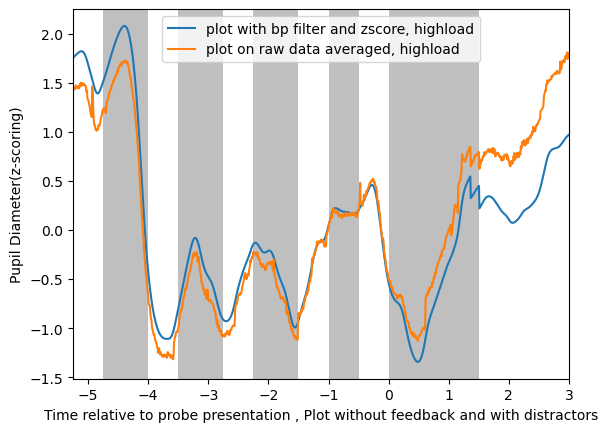 plot with bp filter and zscore, highload
plot on raw data averaged, highload
Pupil Diameter(z-scoring)
2.0
1.5
1.0
0.5
0.0
−0.5
−1.0
−1.5
−5 −4 −3 −2 −1 0 1 2 3
Time relative to probe presentation , Plot without feedback and with distractors